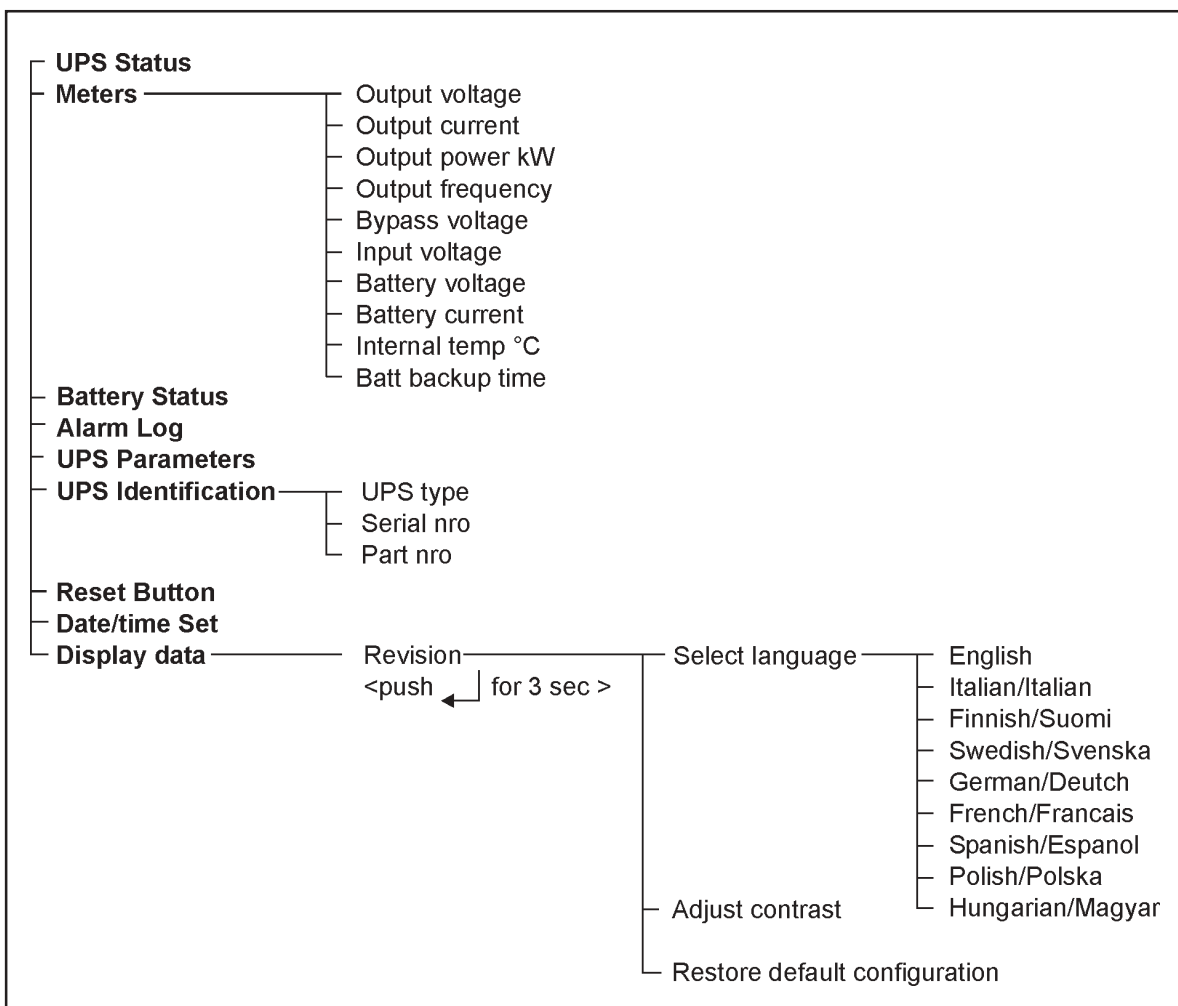 UPS Status
Meters
Output voltage
Output current
Output power kW
Output frequency
Bypass voltage
Input voltage
Battery voltage
Battery current
Internal temp °C
Batt backup time
Battery Status
Alarm Log
UPS Parameters
UPS Identification
UPS type
Serial nro
Part nro
Reset Button
Date/time Set
Display data
Revision
<push for 3 sec >
Select language
English
Italian/Italian
Finnish/Suomi
Swedish/Svenska
German/Deutch
French/Francais
Spanish/Espanol
Polish/Polska
Hungarian/Magyar
Adjust contrast
Restore default configuration